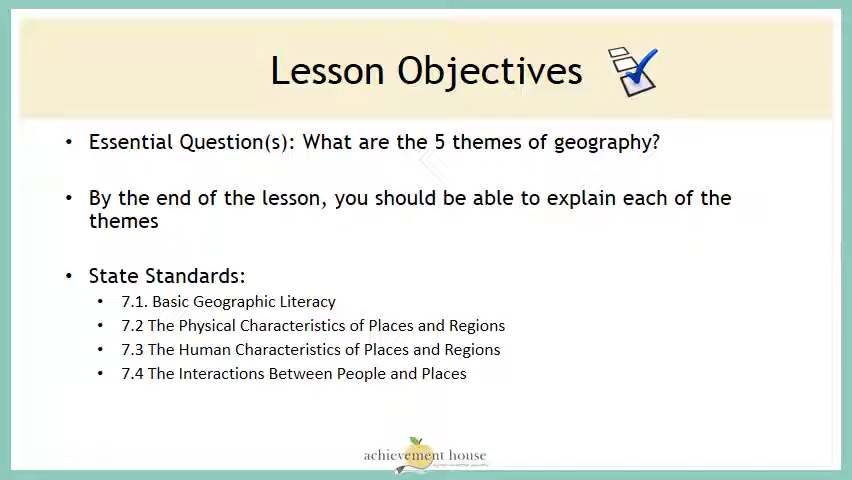 Lesson Objectives
• Essential Question(s): What are the 5 themes of geography?
• By the end of the lesson, you should be able to explain each of the
themes
• State Standards:
• 7.1. Basic Geographic Literacy
• 7.2 The Physical Characteristics of Places and Regions
• 7.3 The Human Characteristics of Places and Regions
• 7.4 The Interactions Between People and Places
achievement house